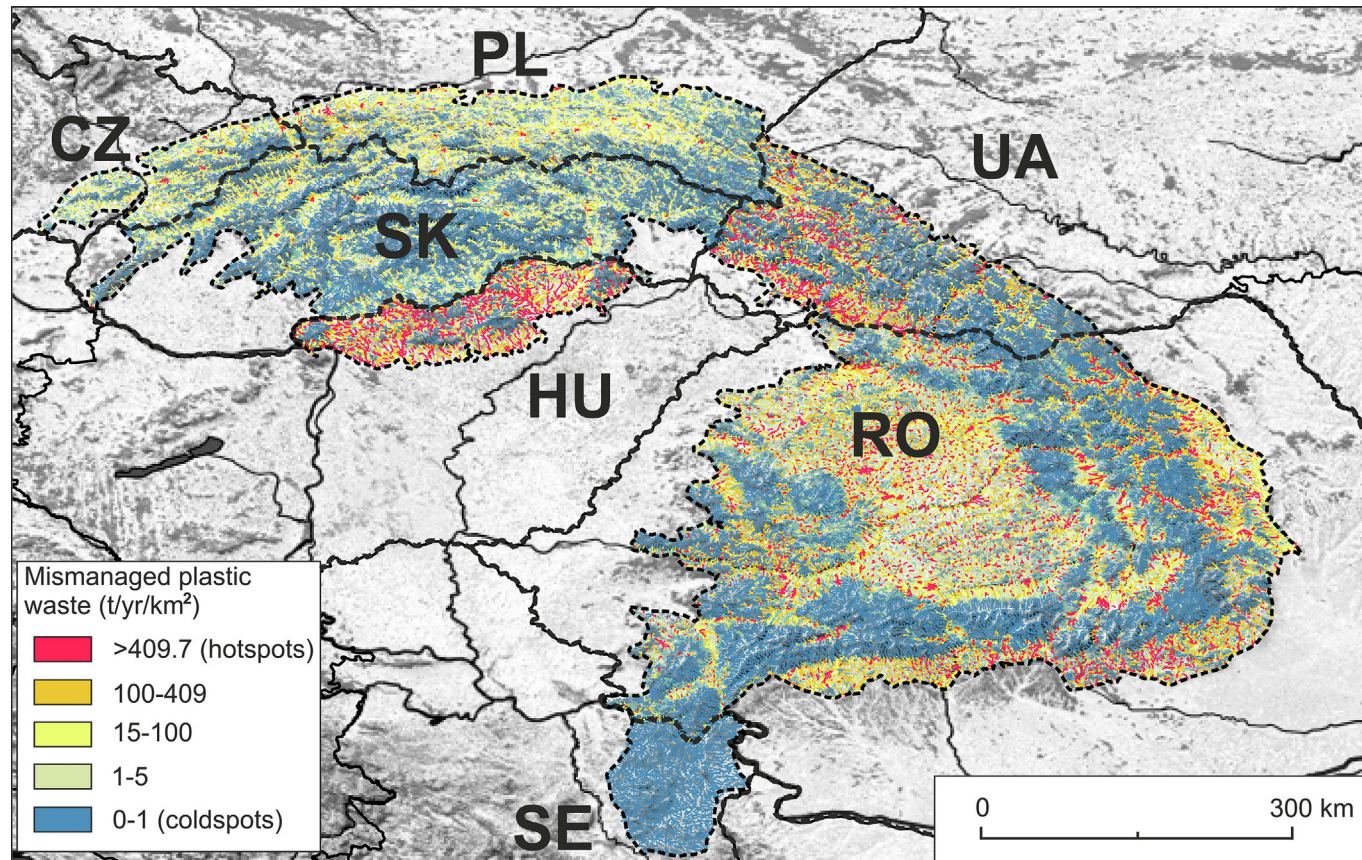 PL
CZ
UA
SK
HU
RO
SE
Mismanaged plastic
waste (t/yr/km²)
>409.7 (hotspots)
100-409
15-100
1-5
0-1 (coldspots)
0 300 km